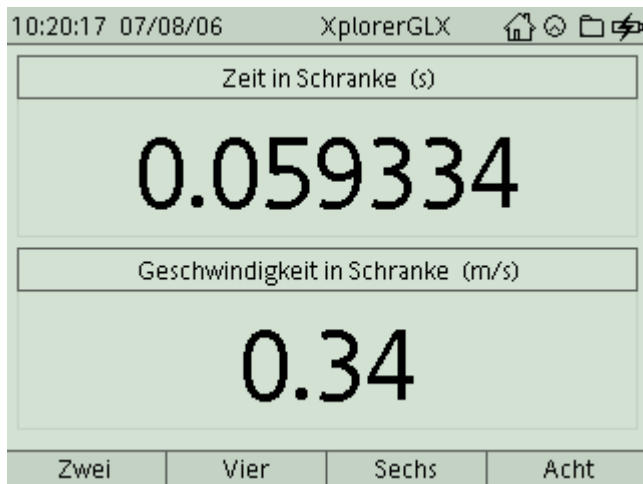 10:20:17 07/08/06 XplorerGLX
Zeit in Schranke (s)
0.059334
Geschwindigkeit in Schranke (m/s)
0.34
Zwei Vier Sechs Acht